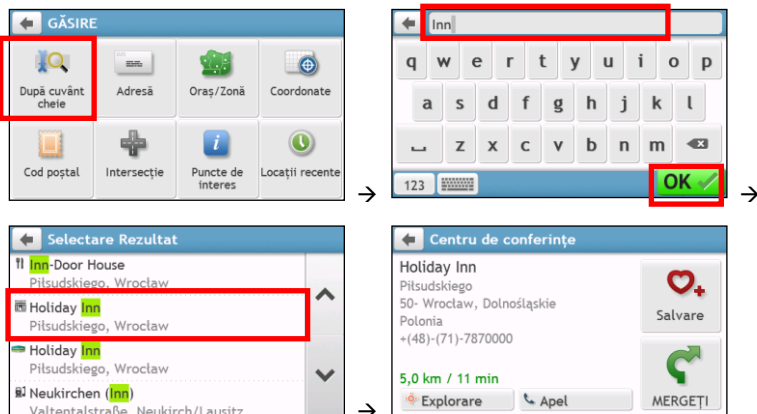 GĂSIRE
După cuvânt cheie
Adresă
Oraș/Zonă
Coordonate
Cod poștal
Intersecție
Puncte de interes
Locații recente
→
Inn
q w e r t y u i o p
a s d f g h j k l
z x c v b n m
123
OK
→
Selectare Rezultat
Inn-Door House
Piłsudskiego, Wrocław
Holiday Inn
Piłsudskiego, Wrocław
Holiday Inn
Piłsudskiego, Wrocław
Neukirchen (Inn)
Valtentalstraße, Neukirch/Lausitz
→
Centru de conferințe
Holiday Inn
Piłsudskiego
50- Wrocław, Dolnośląskie
Polonia
+(48)-(71)-7870000
5,0 km / 11 min
Explorare
Apel
Salvare
MERGEȚI